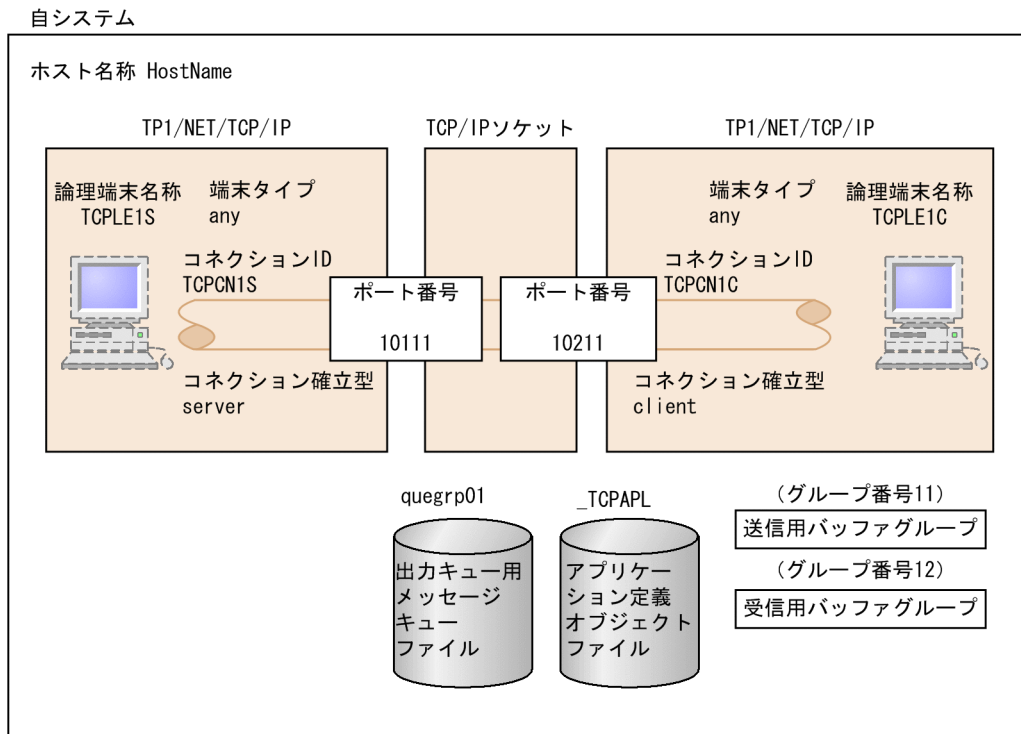 自システム
ホスト名称 HostName
TP1/NET/TCP/IP
TCP/IPソケット
TP1/NET/TCP/IP
論理端末名称
TCPLE1S
端末タイプ
any
端末タイプ
any
論理端末名称
TCPLE1C
コネクションID
TCPCN1S
コネクションID
TCPCN1C
ポート番号
10111
ポート番号
10211
コネクション確立型
server
コネクション確立型
client
quegrp01
_TCPAPL
(グループ番号11)
送信用バッファグループ
(グループ番号12)
受信用バッファグループ
出力キュー用
メッセージ
キュー
ファイル
アプリケー
ション定義
オブジェクト
ファイル